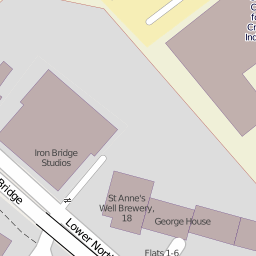 Iron Bridge
Studios
St Anne's
Well Brewery,
18
George House
Flats 1-6
Bridge
Lower North